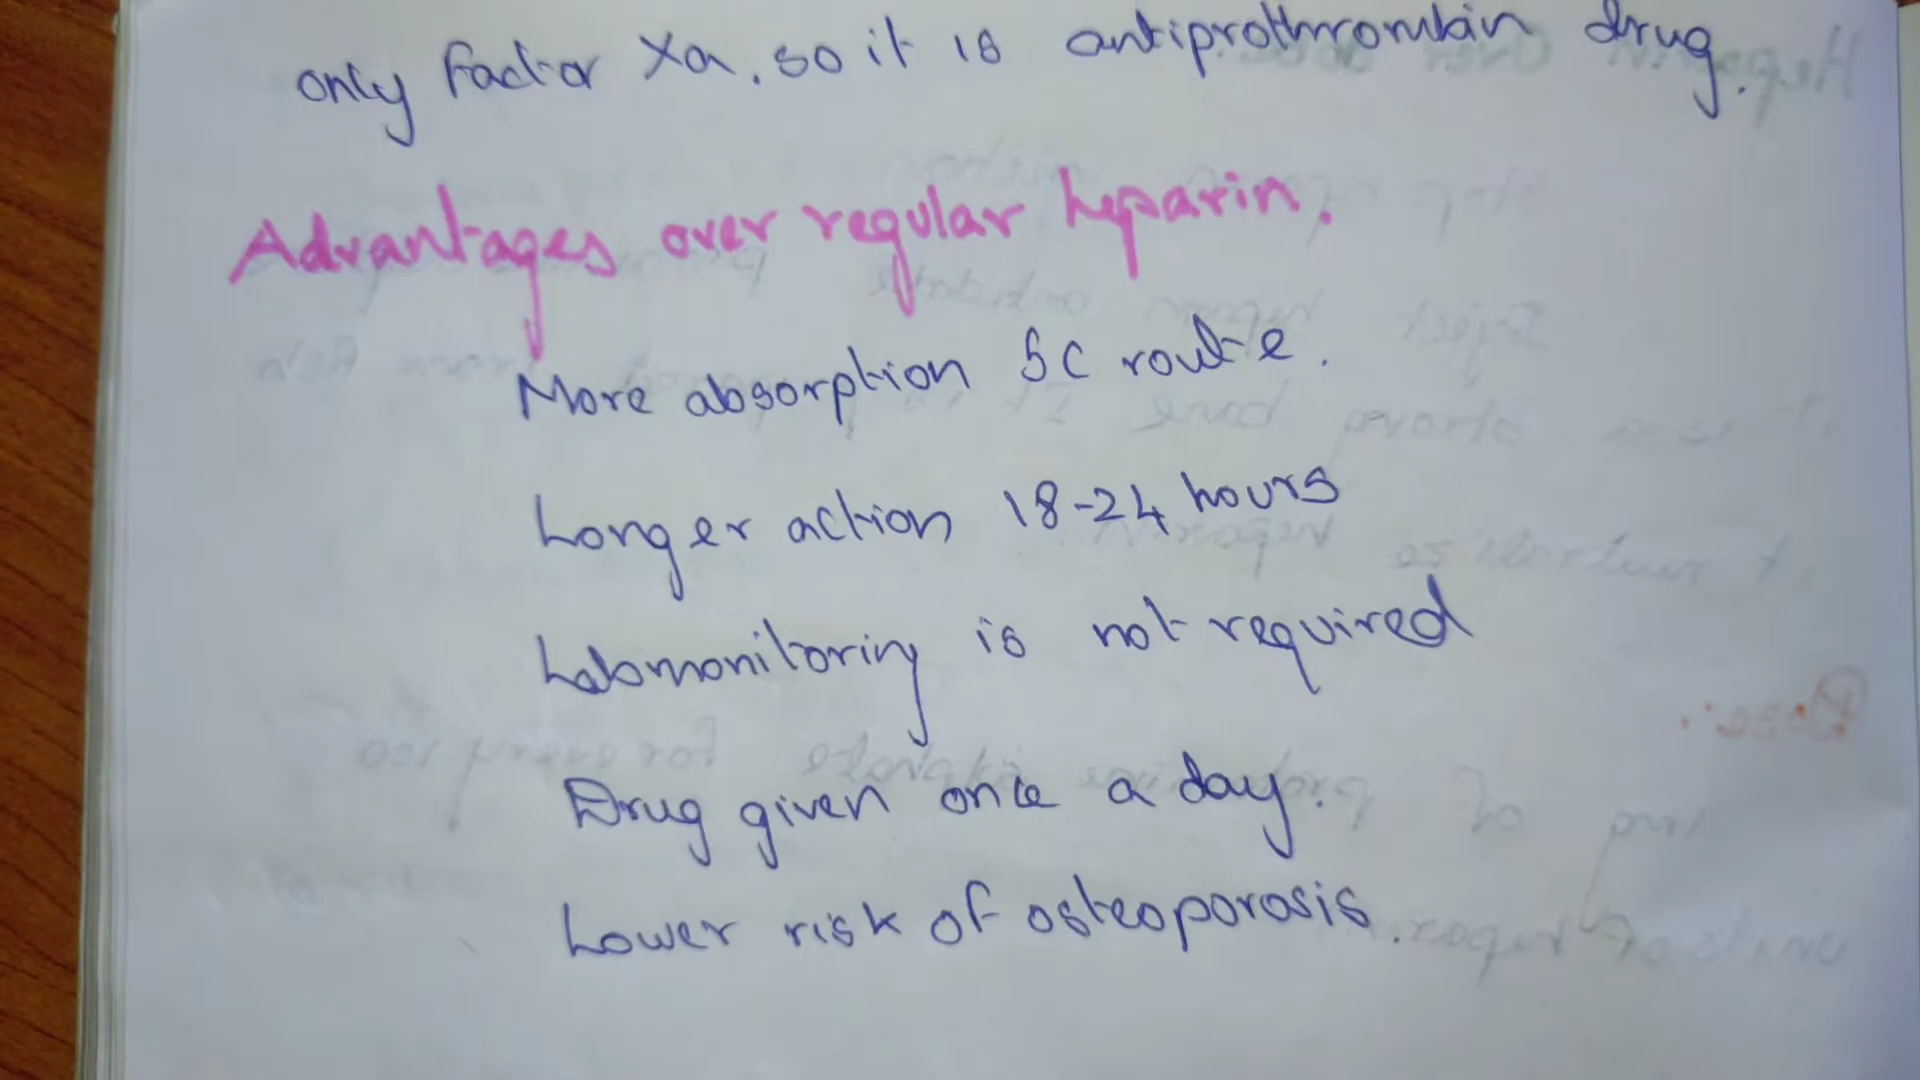 only factor Xa. so it is antiprothrombin drug.
Advantages over regular heparin.
More absorption SC route.
Longer action 18-24 hours
Labmonitoring is not required
Drug given once a day.
Lower risk of osteoporosis.